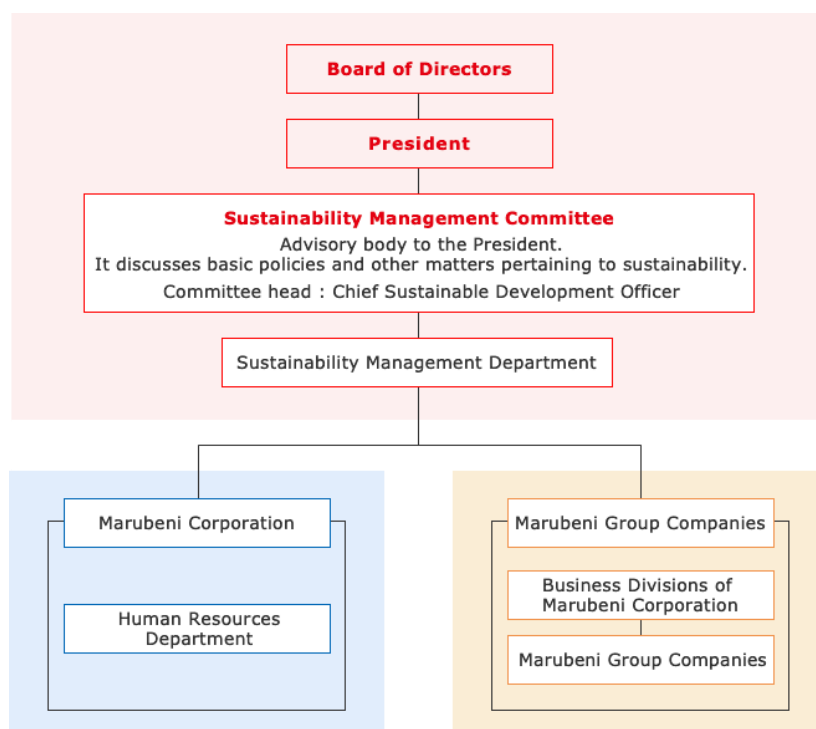 Board of Directors
President
Sustainability Management Committee
Advisory body to the President.
It discusses basic policies and other matters pertaining to sustainability.
Committee head : Chief Sustainable Development Officer
Sustainability Management Department
Marubeni Corporation
Human Resources
Department
Marubeni Group Companies
Business Divisions of
Marubeni Corporation
Marubeni Group Companies